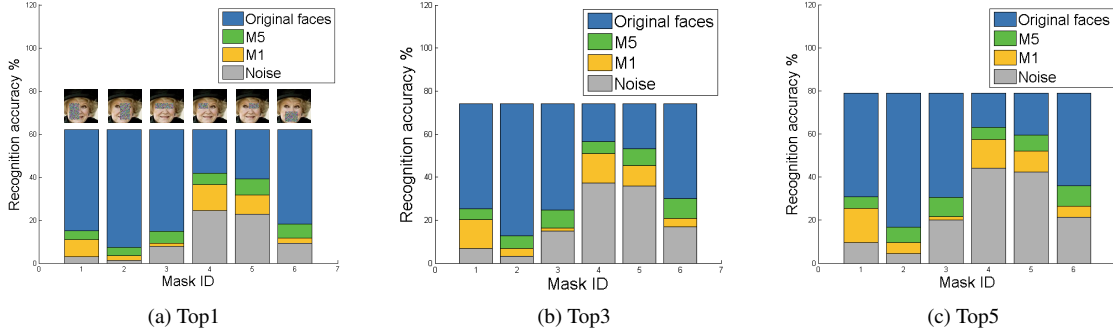 120
100
80
60
40
20
0
0 1 2 3 4 5 6 7
Recognition accuracy %
Mask ID
Original faces
M5
M1
Noise
(a) Top1
120
100
80
60
40
20
0
0 1 2 3 4 5 6 7
Recognition accuracy %
Mask ID
Original faces
M5
M1
Noise
(b) Top3
120
100
80
60
40
20
0
0 1 2 3 4 5 6
Recognition accuracy %
Mask ID
Original faces
M5
M1
Noise
(c) Top5